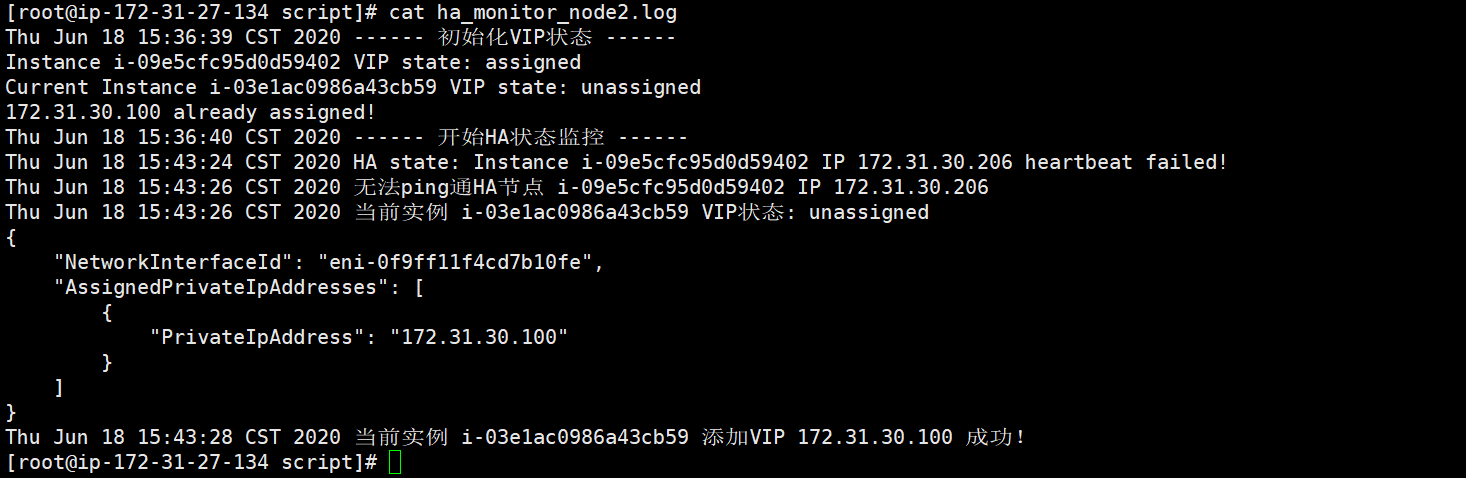 [root@ip-172-31-27-134 script]# cat ha_monitor_node2.log
Thu Jun 18 15:36:39 CST 2020 ------ 初始化VIP状态 ------
Instance i-09e5cfc95d0d59402 VIP state: assigned
Current Instance i-03e1ac0986a43cb59 VIP state: unassigned
172.31.30.100 already assigned!
Thu Jun 18 15:36:40 CST 2020 ------ 开始HA状态监控 ------
Thu Jun 18 15:43:24 CST 2020 HA state: Instance i-09e5cfc95d0d59402 IP 172.31.30.206 heartbeat failed!
Thu Jun 18 15:43:26 CST 2020 无法ping通HA节点 i-09e5cfc95d0d59402 IP 172.31.30.206
Thu Jun 18 15:43:26 CST 2020 当前实例 i-03e1ac0986a43cb59 VIP状态: unassigned
{
    "NetworkInterfaceId": "eni-0f9ff11f4cd7b10fe",
    "AssignedPrivateIpAddresses": [
        {
            "PrivateIpAddress": "172.31.30.100"
        }
    ]
}
Thu Jun 18 15:43:28 CST 2020 当前实例 i-03e1ac0986a43cb59 添加VIP 172.31.30.100 成功!
[root@ip-172-31-27-134 script]#